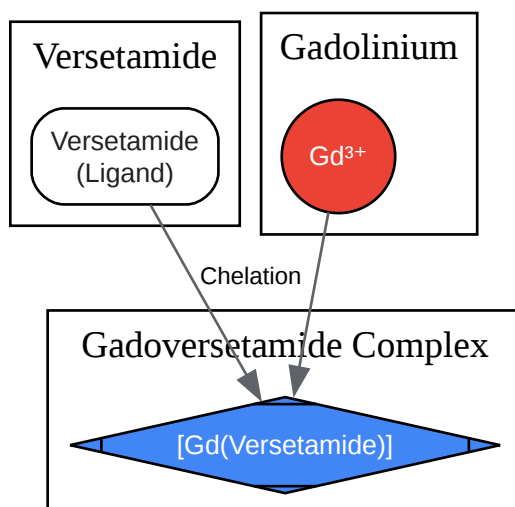 Versetamide
Gadolinium
Versetamide
(Ligand)
Gd³⁺
Chelation
Gadoversetamide Complex
[Gd(Versetamide)]